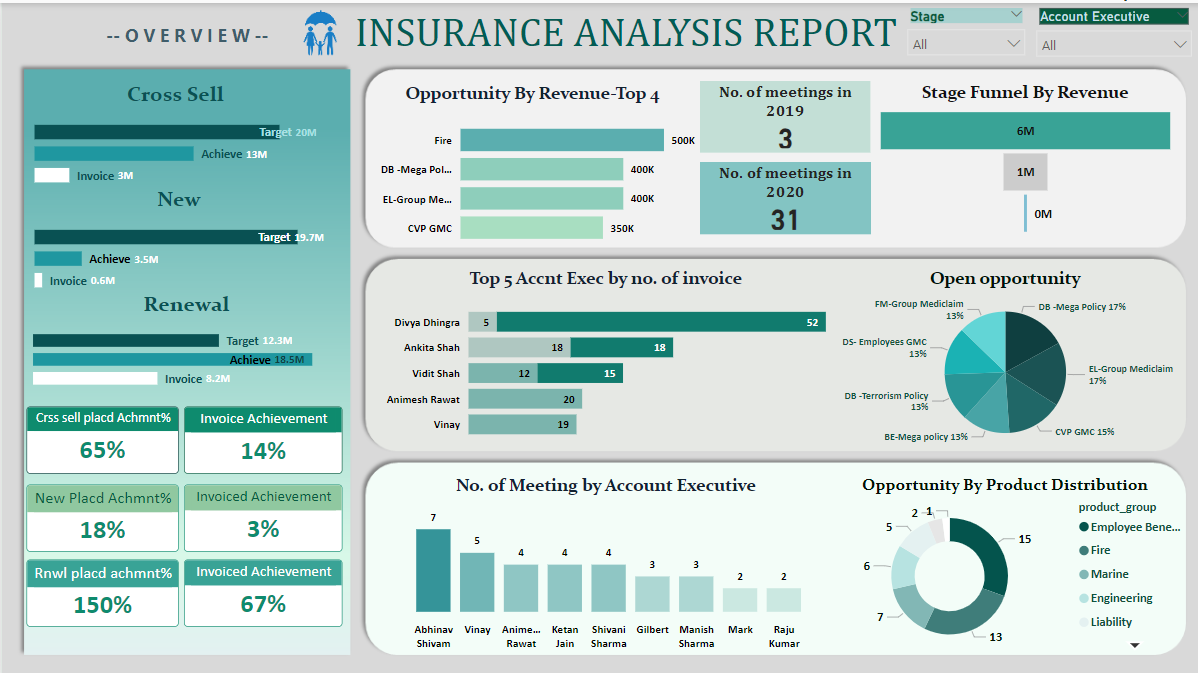 --OVERVIEW--
INSURANCE ANALYSIS REPORT
Stage
All
Account Executive
All
Cross Sell
Target 20M
Achieve 13M
Invoice 3M
New
Target 19.7M
Achieve 3.5M
Invoice 0.6M
Renewal
Target 12.3M
Achieve 18.5M
Invoice 8.2M
Crss sell placd Achmnt%
65%
Invoice Achievement
14%
New Placd Achmnt%
18%
Invoiced Achievement
3%
Rnwl placd achmnt%
150%
Invoiced Achievement
67%
Opportunity By Revenue-Top 4
Fire 500K
DB -Mega Pol... 400K
EL-Group Me... 400K
CVP GMC 350K
No. of meetings in
2019
3
No. of meetings in
2020
31
Stage Funnel By Revenue
6M
1M
0M
Top 5 Accnt Exec by no. of invoice
Divya Dhingra 5 52
Ankita Shah 18 18
Vidit Shah 12 15
Animesh Rawat 20
Vinay 19
Open opportunity
FM-Group Mediclaim
13%
DB -Mega Policy 17%
DS- Employees GMC
13%
EL-Group Mediclaim
17%
DB -Terrorism Policy
13%
BE-Mega policy 13%
CVP GMC 15%
No. of Meeting by Account Executive
7 5 4 4 4 3 3 2 2
Abhinav Vinay Anime... Ketan Shivani Gilbert Manish Mark Raju
Shivam Rawat Jain Sharma Sharma Kumar
Opportunity By Product Distribution
2 1
5
15
6
7
13
product_group
Employee Bene...
Fire
Marine
Engineering
Liability